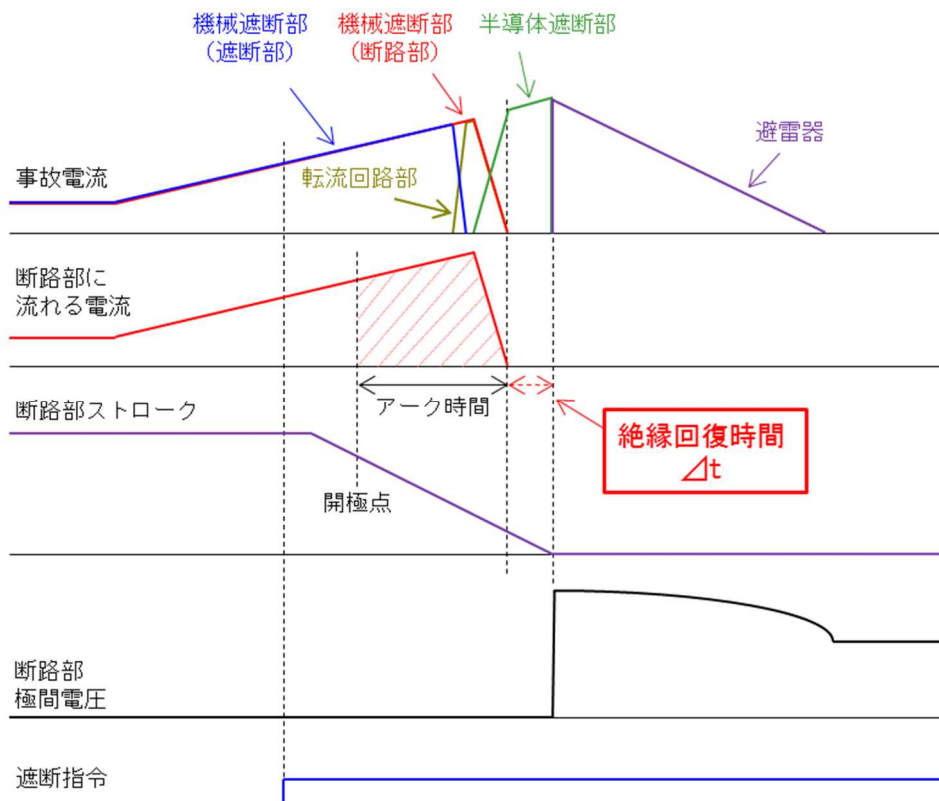 機械遮断部
（遮断部）
機械遮断部
（断路部）
半導体遮断部
避雷器
事故電流
転流回路部
断路部に
流れる電流
アーク時間
断路部ストローク
絶縁回復時間
⊿t
開極点
断路部
極間電圧
遮断指令